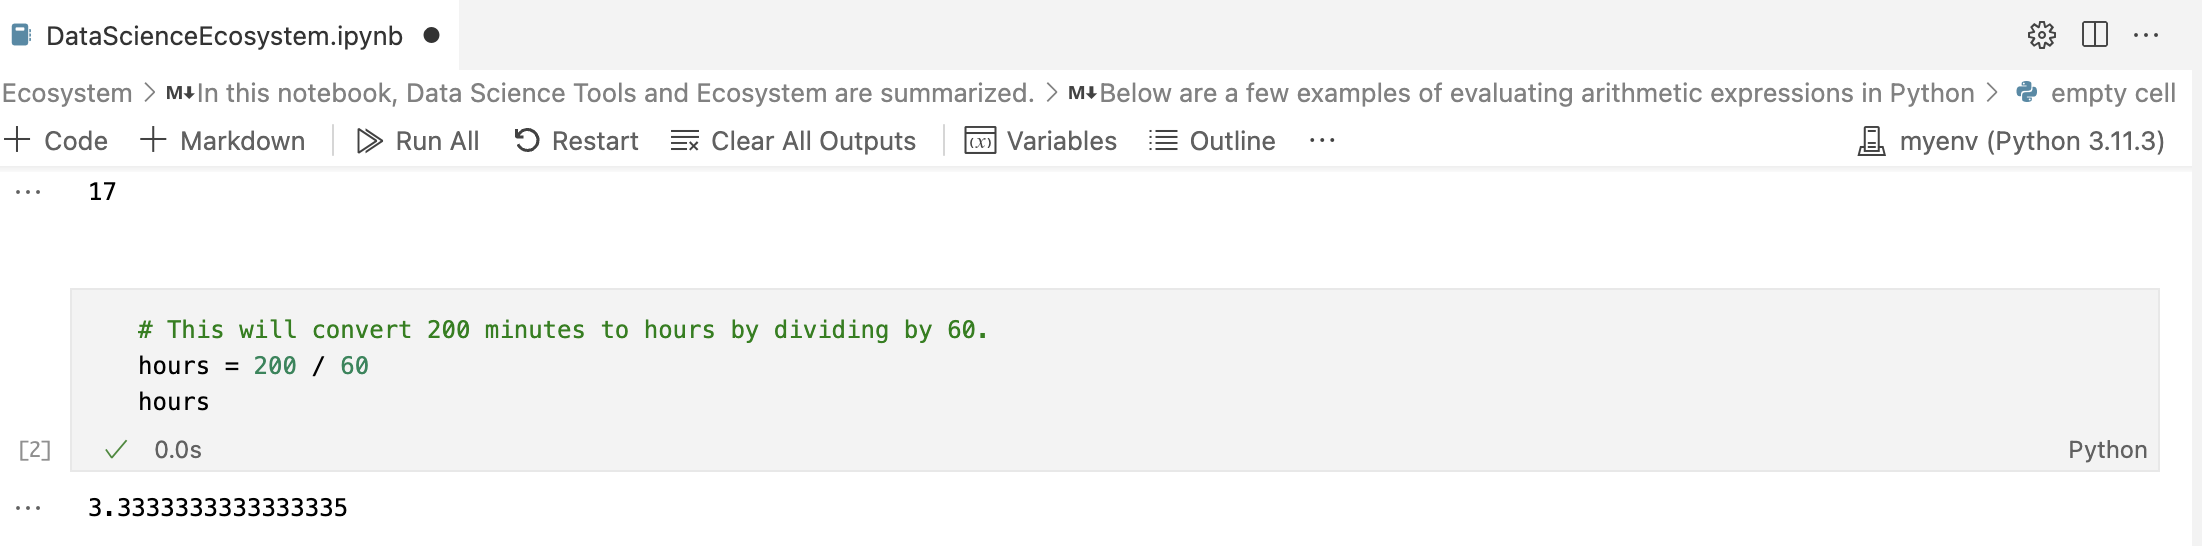 DataScienceEcosystem.ipynb
Ecosystem > M↓In this notebook, Data Science Tools and Ecosystem are summarized. > M↓Below are a few examples of evaluating arithmetic expressions in Python > empty cell
+ Code + Markdown Run All Restart Clear All Outputs (x) Variables Outline ... myenv (Python 3.11.3)
... 17
# This will convert 200 minutes to hours by dividing by 60.
hours = 200 / 60
hours
[2] ✓ 0.0s Python
... 3.3333333333333335